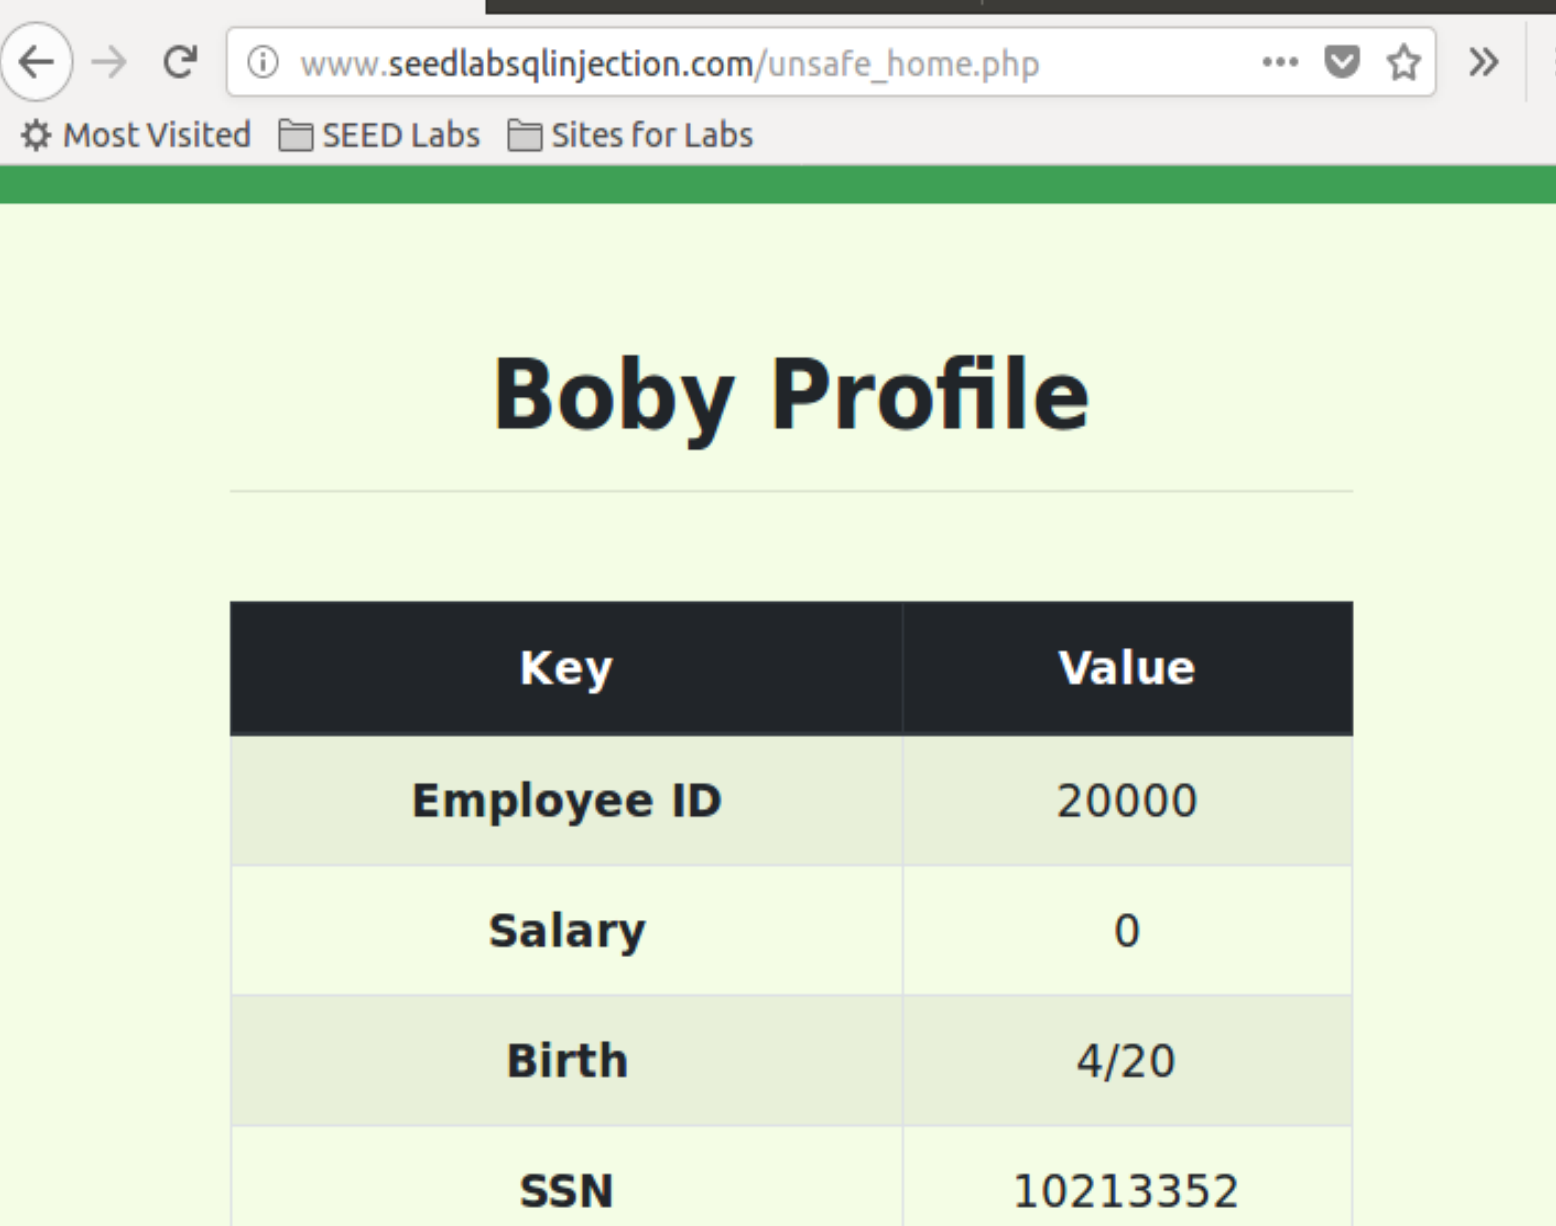 www.seedlabsqlinjection.com/unsafe_home.php
Most Visited SEED Labs Sites for Labs
Boby Profile
Key Value
Employee ID 20000
Salary 0
Birth 4/20
SSN 10213352